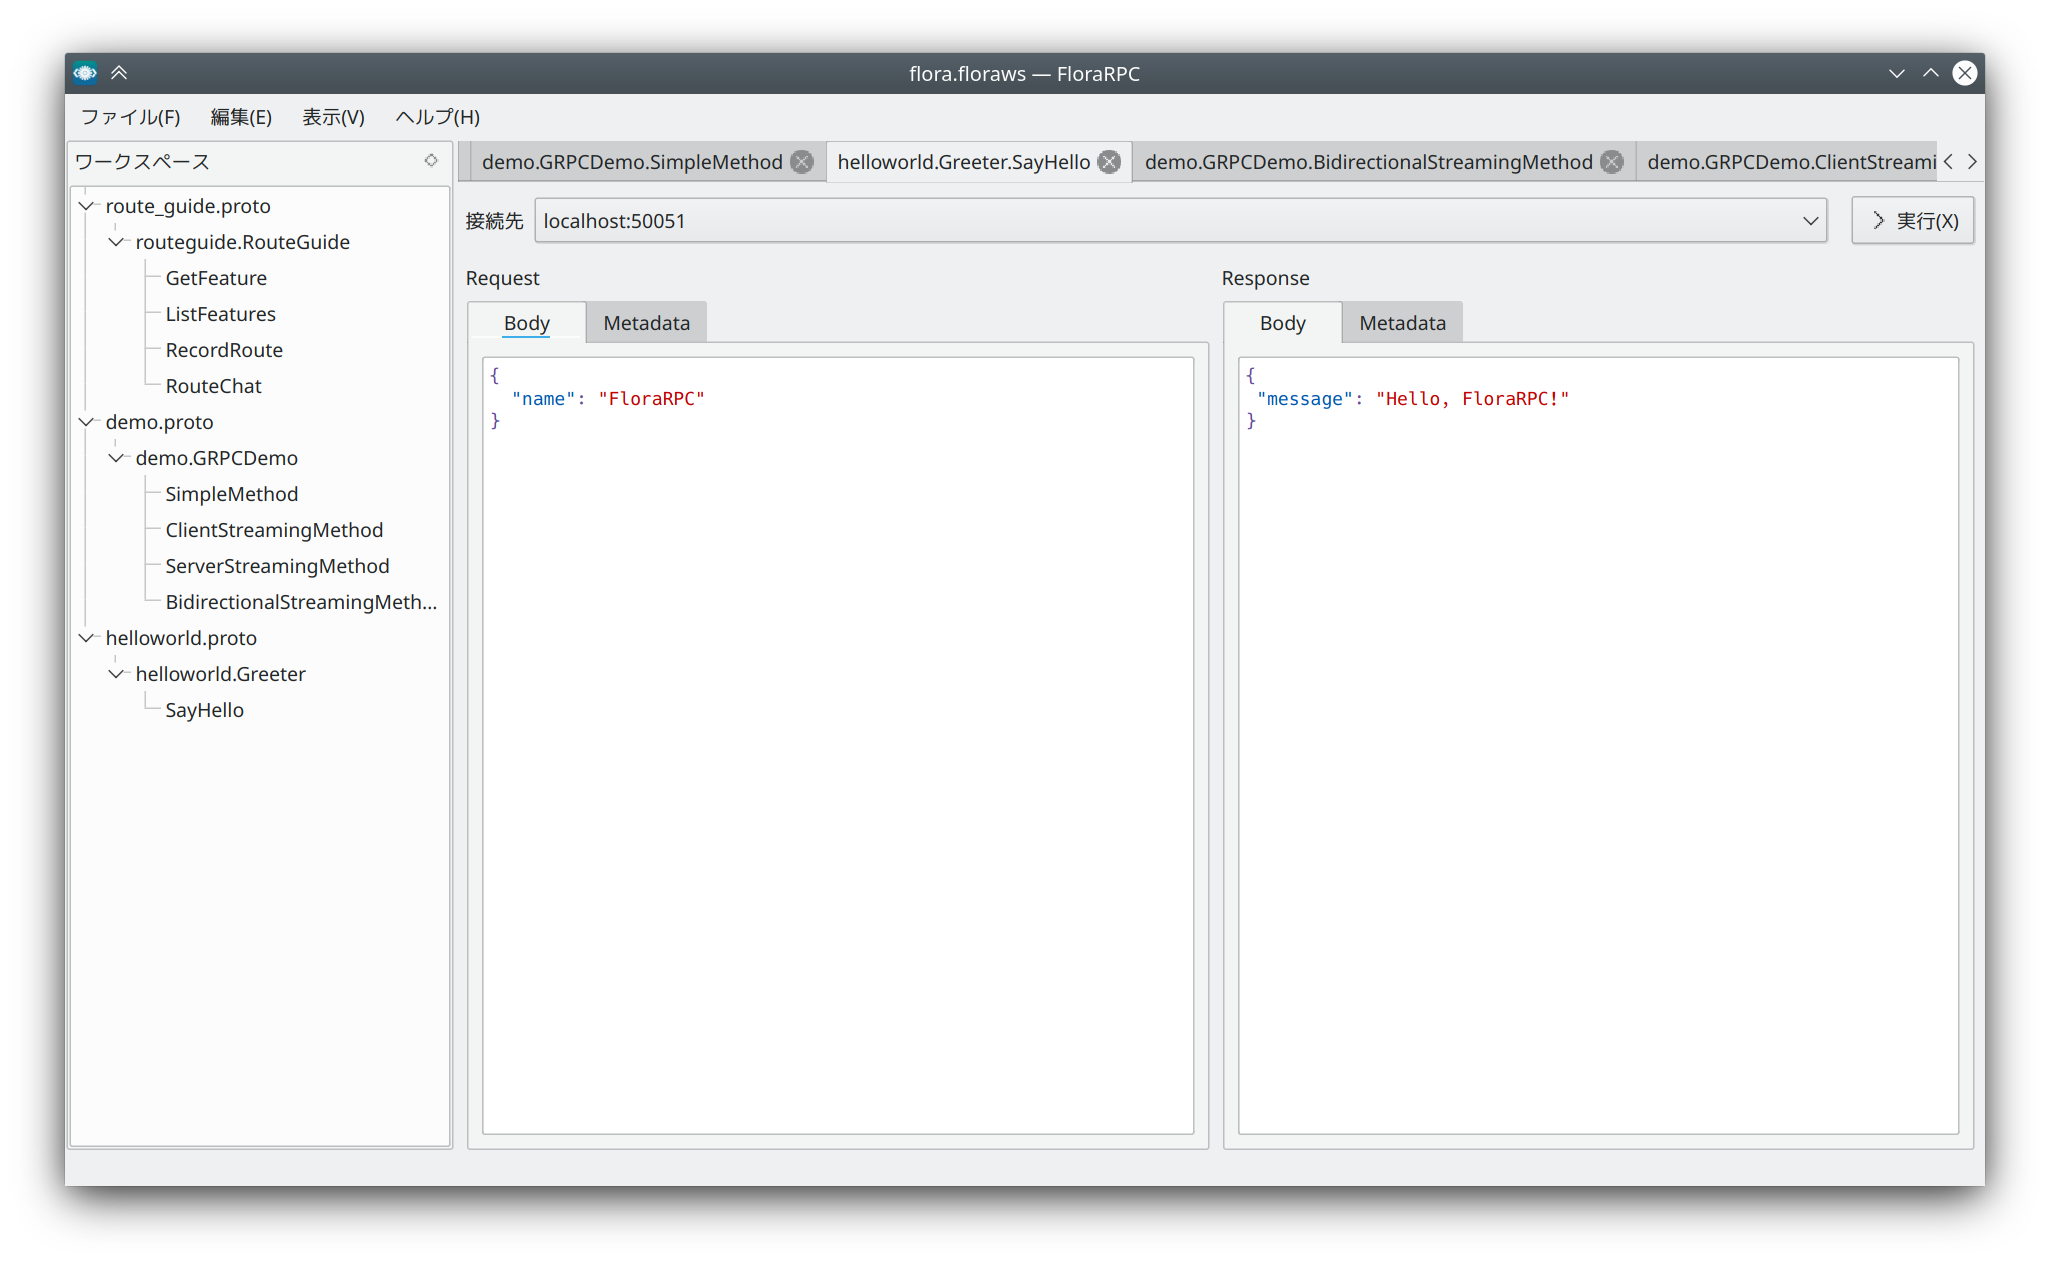 flora.floraws — FloraRPC
ファイル(F) 編集(E) 表示(V) ヘルプ(H)
ワークスペース
route_guide.proto
routeguide.RouteGuide
GetFeature
ListFeatures
RecordRoute
RouteChat
demo.proto
demo.GRPCDemo
SimpleMethod
ClientStreamingMethod
ServerStreamingMethod
BidirectionalStreamingMeth...
helloworld.proto
helloworld.Greeter
SayHello
demo.GRPCDemo.SimpleMethod helloworld.Greeter.SayHello demo.GRPCDemo.BidirectionalStreamingMethod demo.GRPCDemo.ClientStreami
接続先 localhost:50051 実行(X)
Request
Body Metadata
{
"name": "FloraRPC"
}
Response
Body Metadata
{
"message": "Hello, FloraRPC!"
}